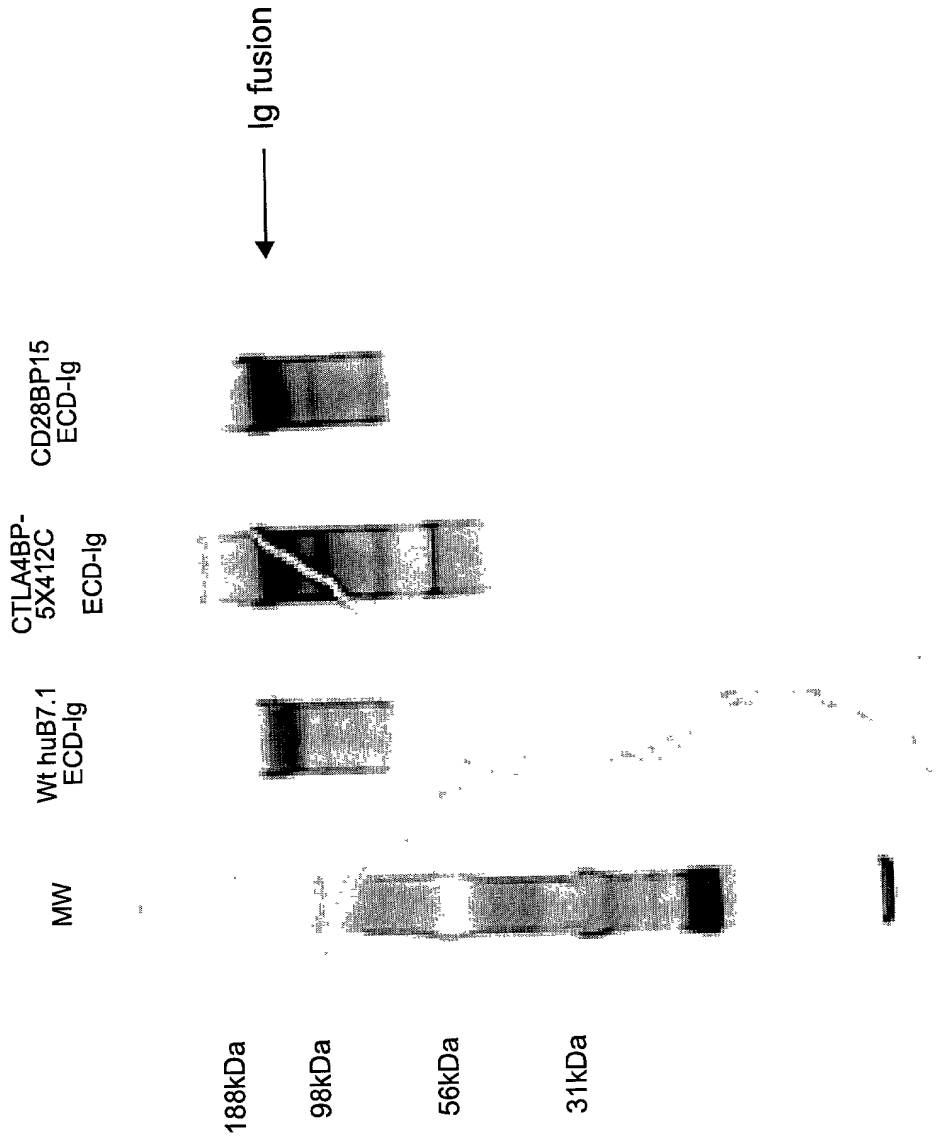 MW
Wt huB7.1
ECD-Ig
CTLA4BP-
5X412C
ECD-Ig
CD28BP15
ECD-Ig
Ig fusion
188kDa
98kDa
56kDa
31kDa